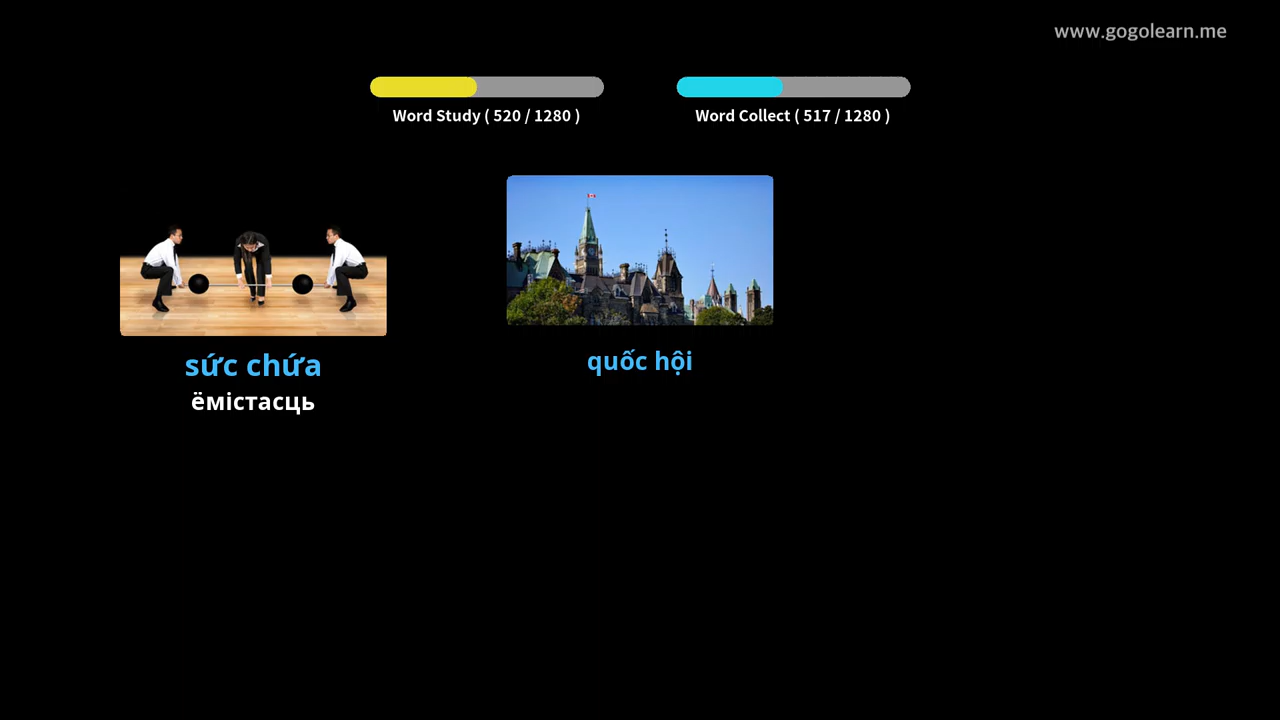 www.gogolearn.me
Word Study ( 520 / 1280 )
Word Collect ( 517 / 1280 )
sức chứa
ёмістасць
quốc hội